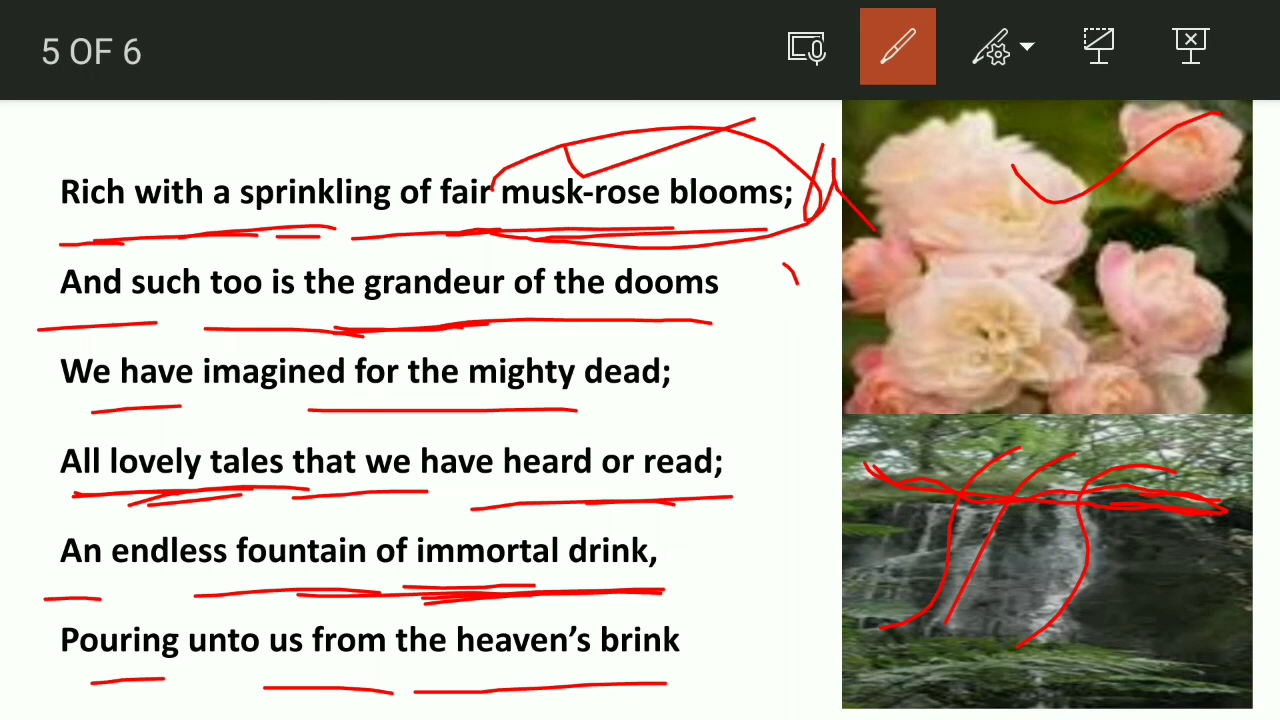 5 OF 6
Rich with a sprinkling of fair musk-rose blooms;
And such too is the grandeur of the dooms
We have imagined for the mighty dead;
All lovely tales that we have heard or read;
An endless fountain of immortal drink,
Pouring unto us from the heaven’s brink